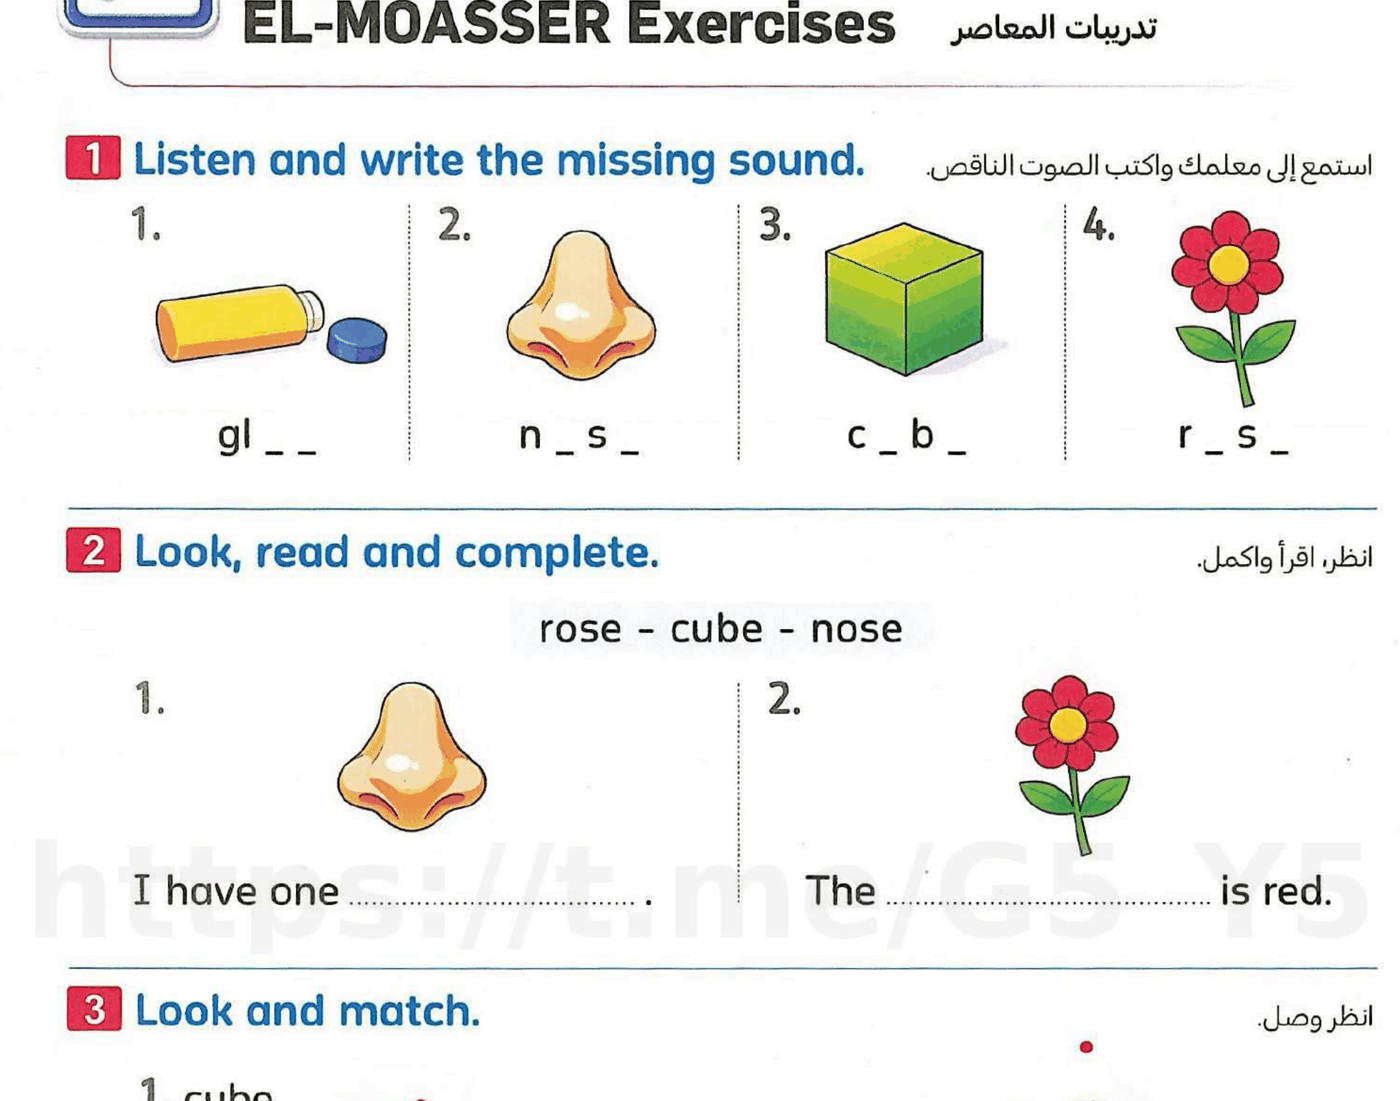 EL-MOASSER Exercises تدريبات المعاصر
1 Listen and write the missing sound. استمع إلى معلمك واكتب الصوت الناقص.
1. 2. 3. 4.
gl _ _ n _ s _ c _ b _ r _ s _
2 Look, read and complete. انظر، اقرأ واكمل.
rose - cube - nose
1. 2.
I have one .................................... . The .................................... is red.
https://t.me/G5_Y5
3 Look and match. انظر وصل.
1. cube